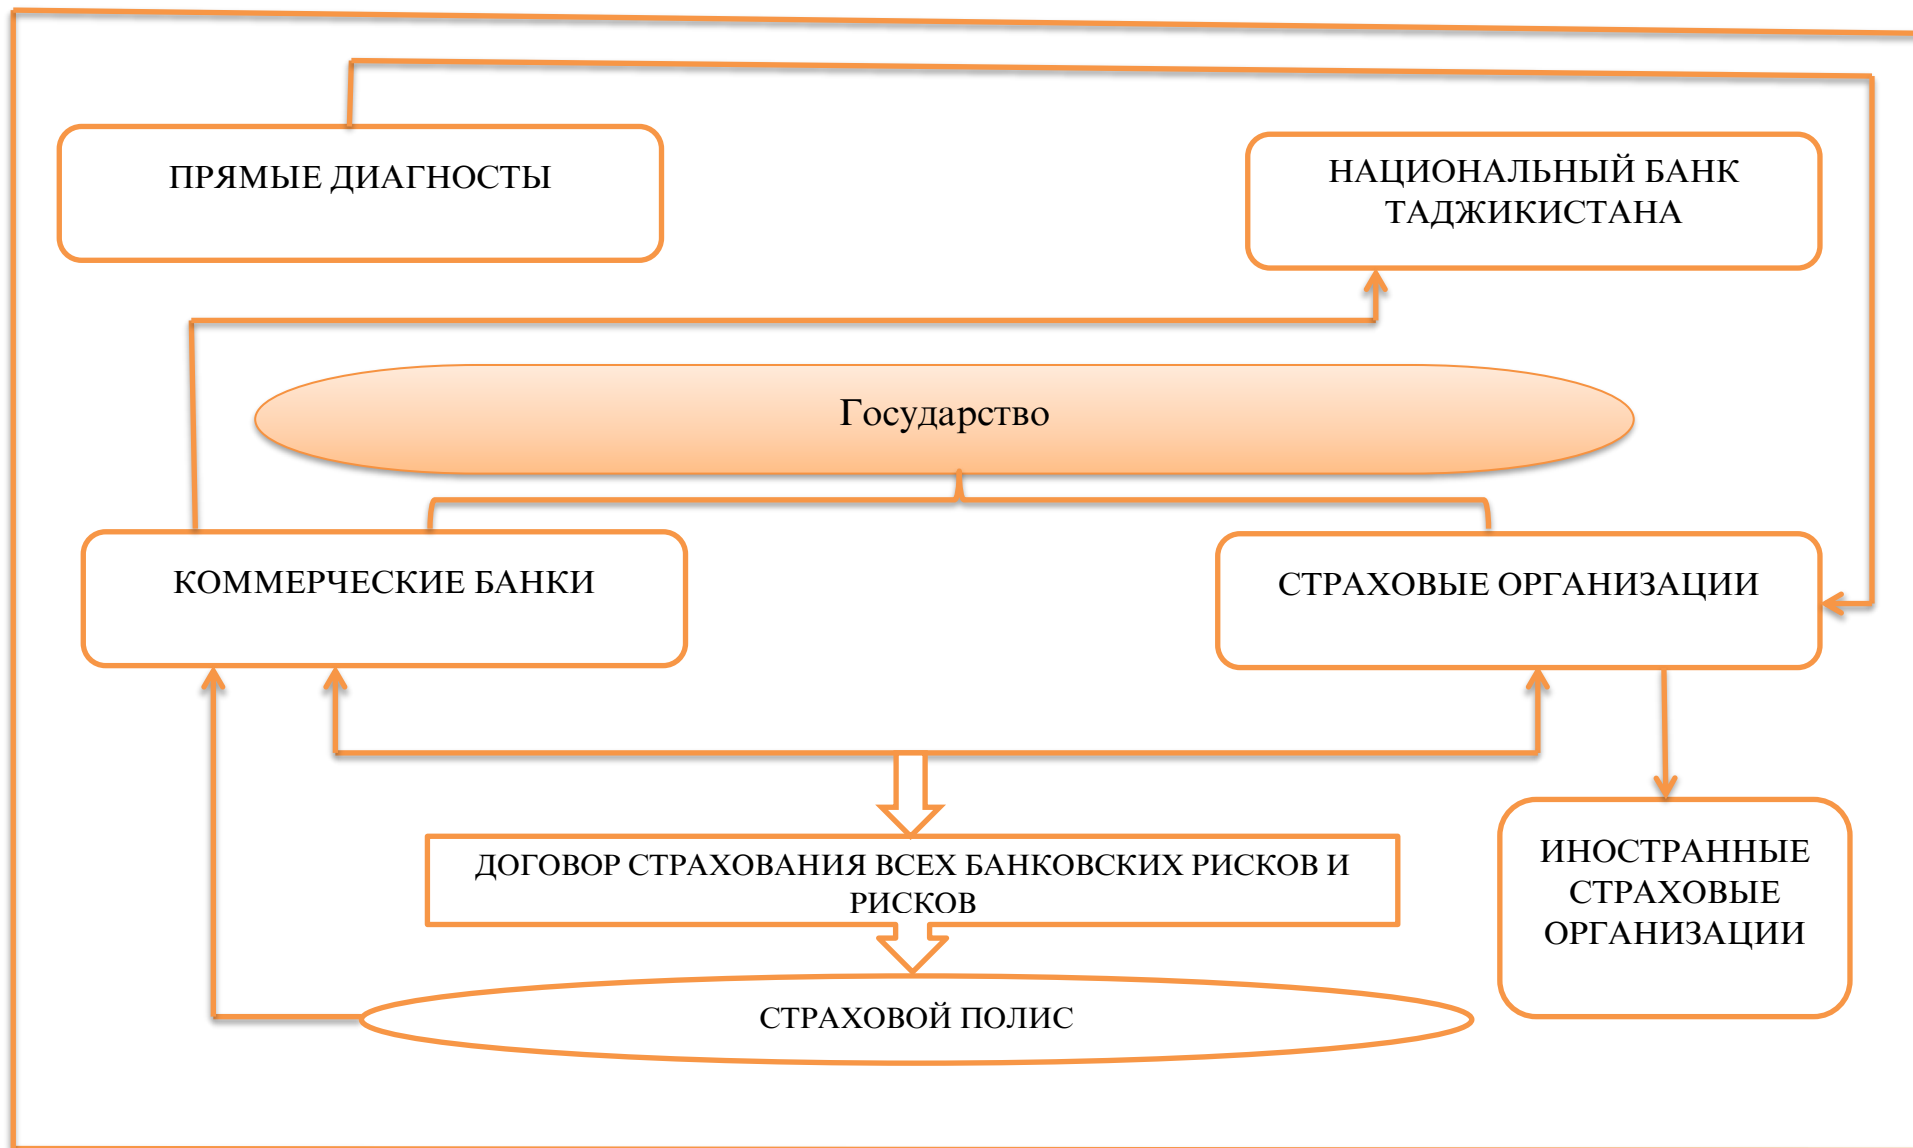 ПРЯМЫЕ ДИАГНОСТЫ
НАЦИОНАЛЬНЫЙ БАНК
ТАДЖИКИСТАНА
Государство
КОММЕРЧЕСКИЕ БАНКИ
СТРАХОВЫЕ ОРГАНИЗАЦИИ
ДОГОВОР СТРАХОВАНИЯ ВСЕХ БАНКОВСКИХ РИСКОВ И
РИСКОВ
ИНОСТРАННЫЕ
СТРАХОВЫЕ
ОРГАНИЗАЦИИ
СТРАХОВОЙ ПОЛИС